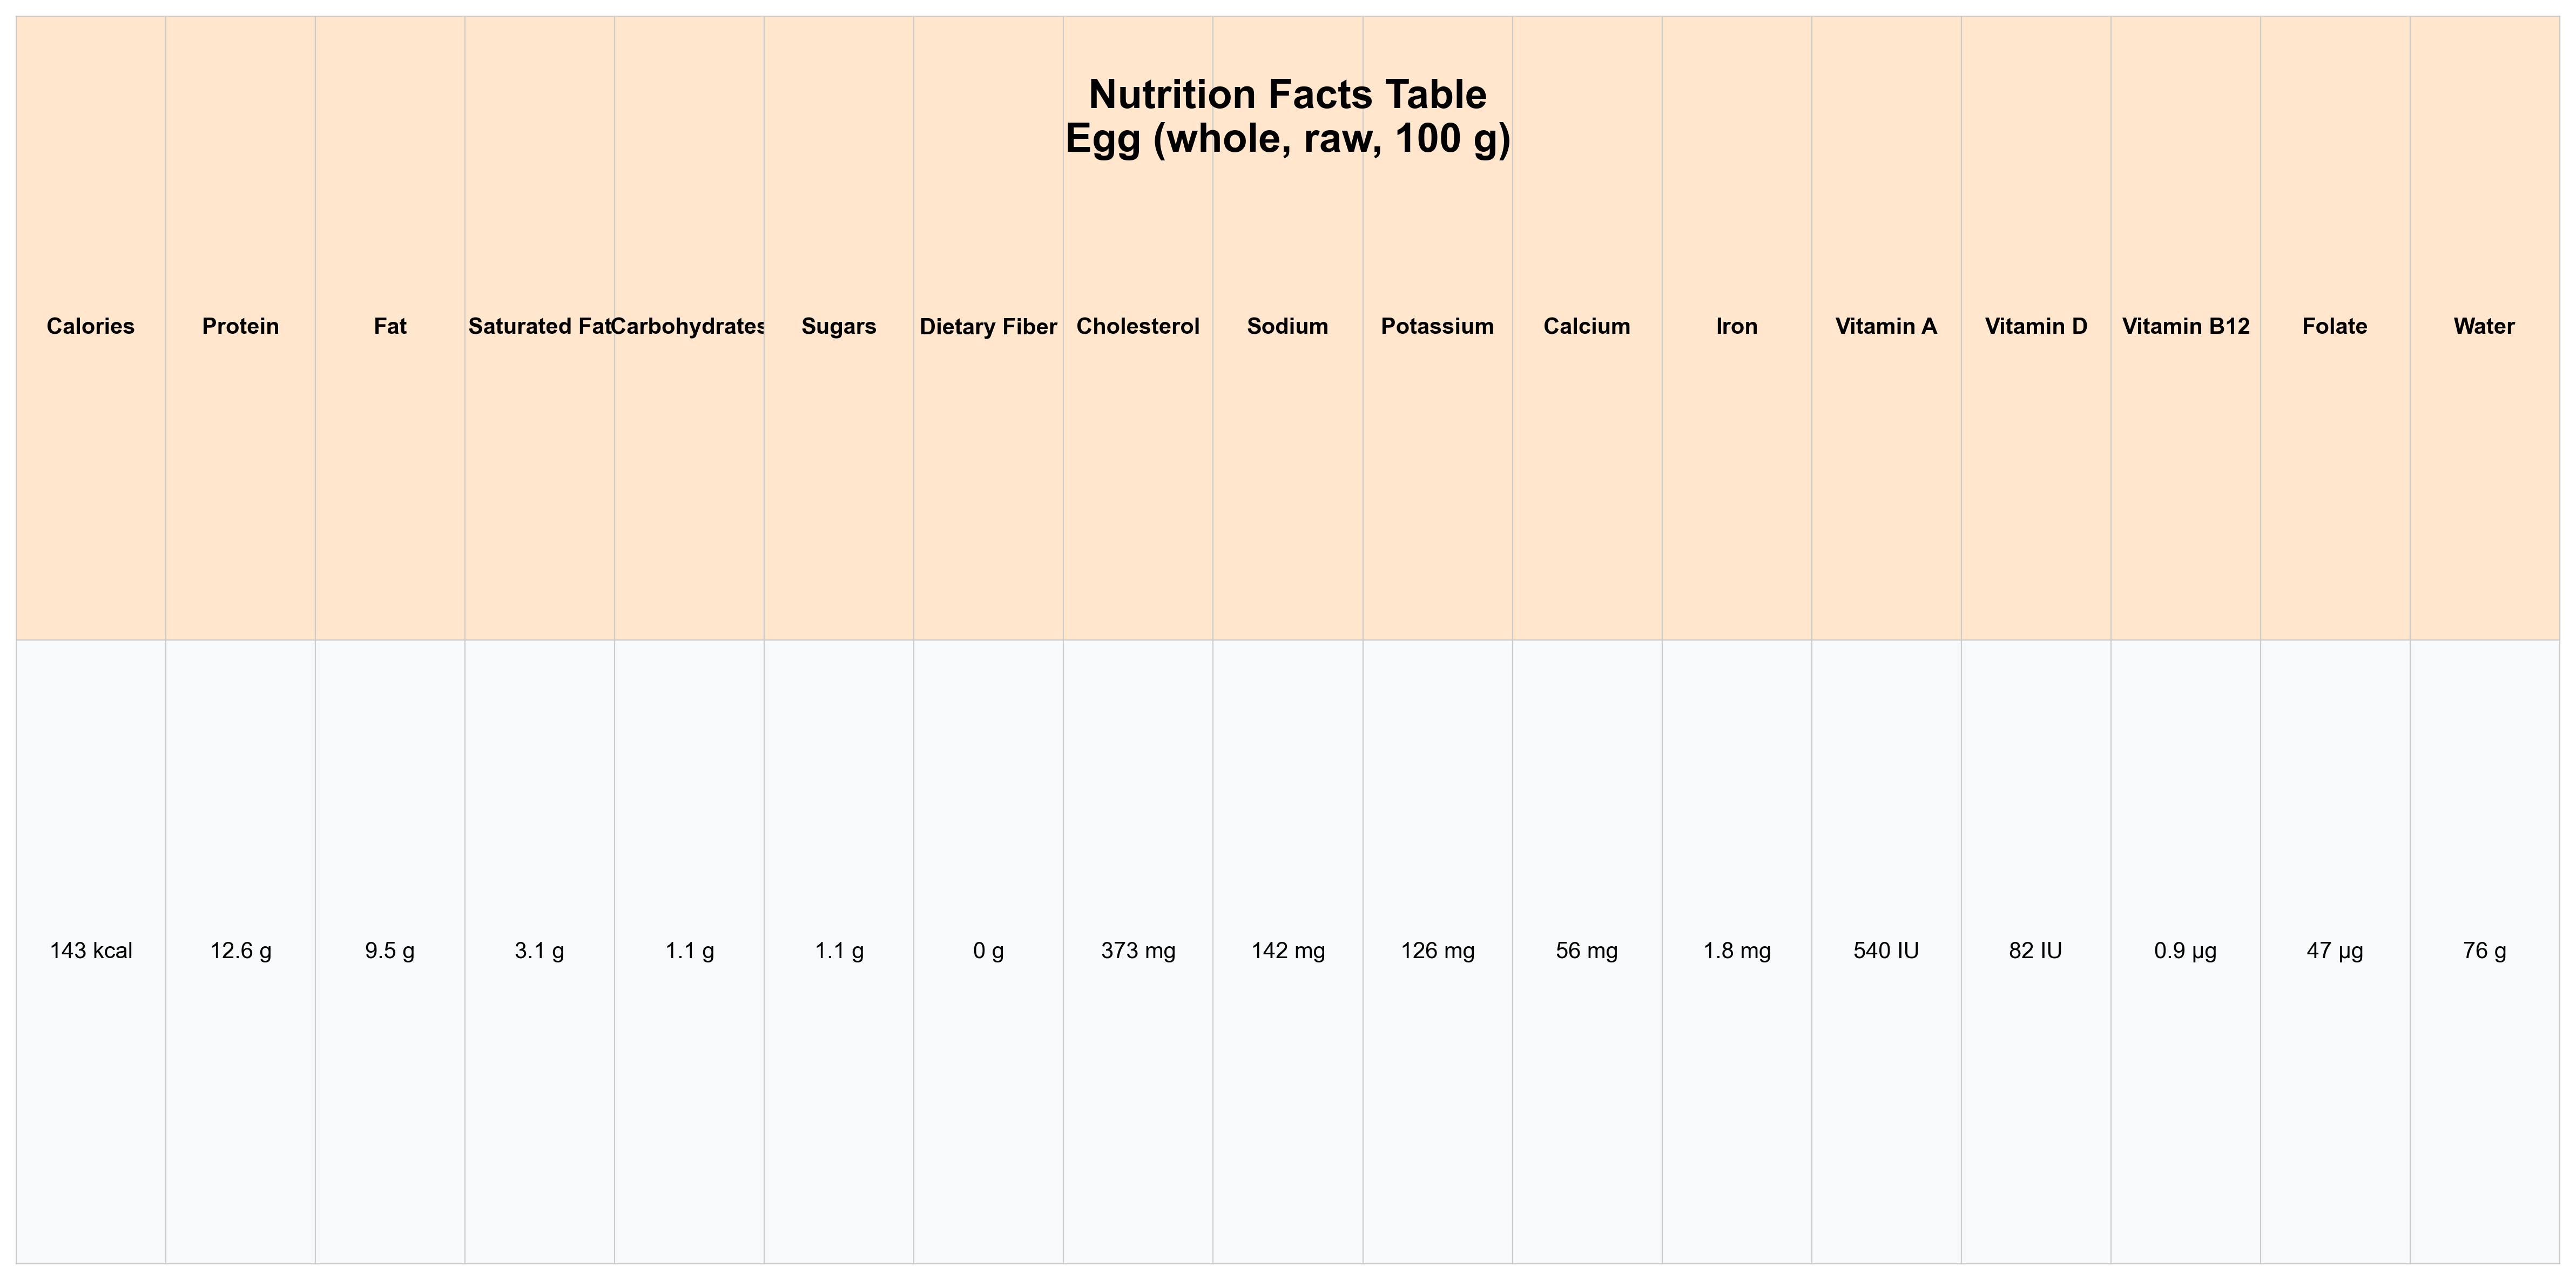 Nutrition Facts Table
Egg (whole, raw, 100 g)
Calories Protein Fat Saturated Fat Carbohydrates Sugars Dietary Fiber Cholesterol Sodium Potassium Calcium Iron Vitamin A Vitamin D Vitamin B12 Folate Water
143 kcal 12.6 g 9.5 g 3.1 g 1.1 g 1.1 g 0 g 373 mg 142 mg 126 mg 56 mg 1.8 mg 540 IU 82 IU 0.9 µg 47 µg 76 g